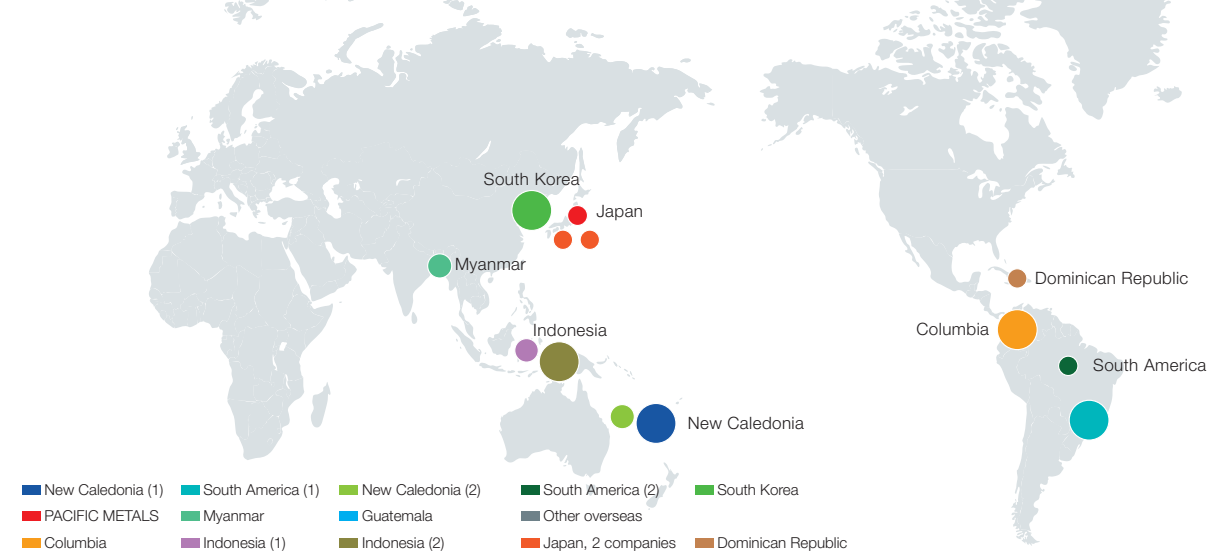 South Korea
Japan
Myanmar
Dominican Republic
Indonesia
Columbia
South America
New Caledonia
New Caledonia (1) South America (1) New Caledonia (2) South America (2) South Korea
PACIFIC METALS Myanmar Guatemala Other overseas
Columbia Indonesia (1) Indonesia (2) Japan, 2 companies Dominican Republic